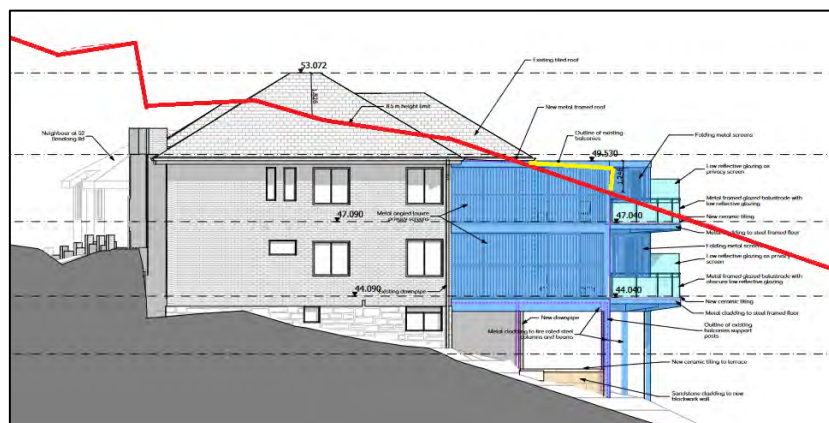 53.072
Existing tiled roof
8.5 m height limit
New metal framed roof
Outline of existing
balconies
Folding metal screens
49.530
Low reflective glazing as
privacy screen
Metal framed glazed balustrade with
low reflective glazing
47.090
Metal angled louvre
privacy screens
47.040
New ceramic tiling
Metal cladding to steel framed floor
Folding metal screens
Low reflective glazing as privacy
screen
Metal framed glazed balustrade with
obscure low reflective glazing
44.090
Existing downpipe
44.040
New ceramic tiling
Metal cladding to steel framed floor
New downpipe
Metal cladding to fire rated steel
columns and beams
Outline of existing
balconies support
posts
New ceramic tiling to terrace
Sandstone cladding to new
blockwork wall
Neighbour at 52